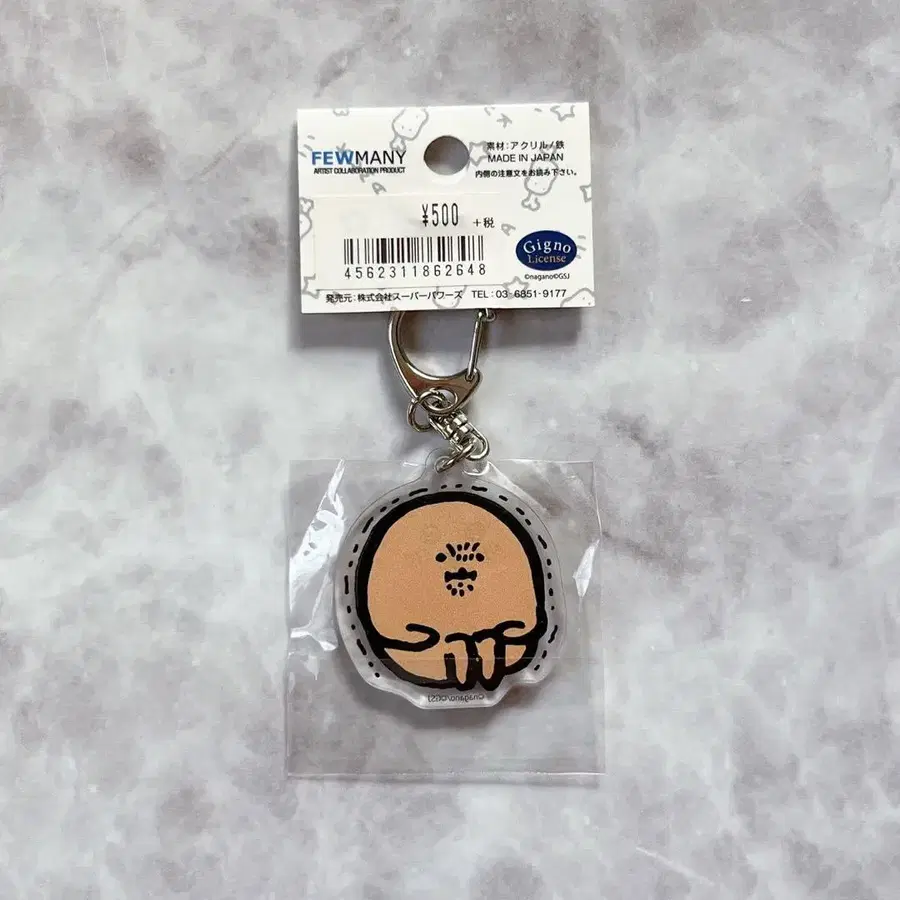 FEWMANY
ARTIST COLLABORATION PRODUCT
素材:アクリル/鉄
MADE IN JAPAN
内側の注意文をお読み下さい。
¥500 +税
4562311862648
Gigno
License
©nagano©GSJ
発売元:株式会社スーパーパワーズ TEL:03-6851-9177
©nagano/©GSJ